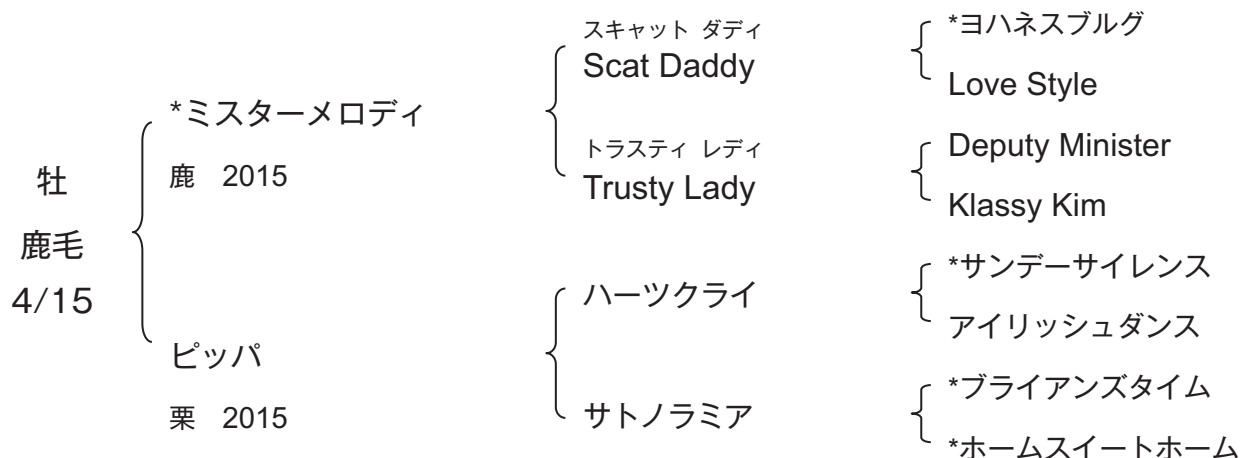 牡
鹿毛
4/15
*ミスターメロディ
鹿 2015
ピッパ
栗 2015
スキャット ダディ
Scat Daddy
トラスティ レディ
Trusty Lady
ハーツクライ
サトノラミア
*ヨハネスブルグ
Love Style
Deputy Minister
Klassy Kim
*サンデーサイレンス
アイリッシュダンス
*ブライアンズタイム
*ホームスイートホーム